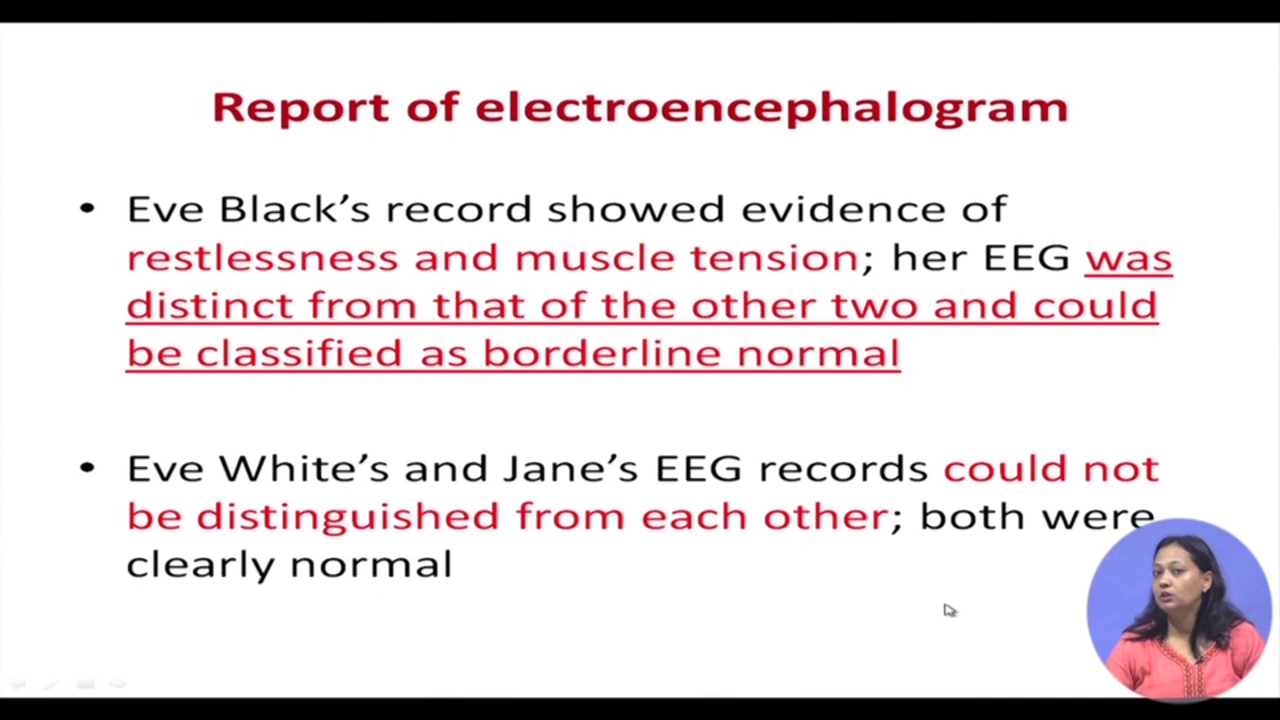 Report of electroencephalogram
• Eve Black’s record showed evidence of
restlessness and muscle tension; her EEG was
distinct from that of the other two and could
be classified as borderline normal
• Eve White’s and Jane’s EEG records could not
be distinguished from each other; both were
clearly normal